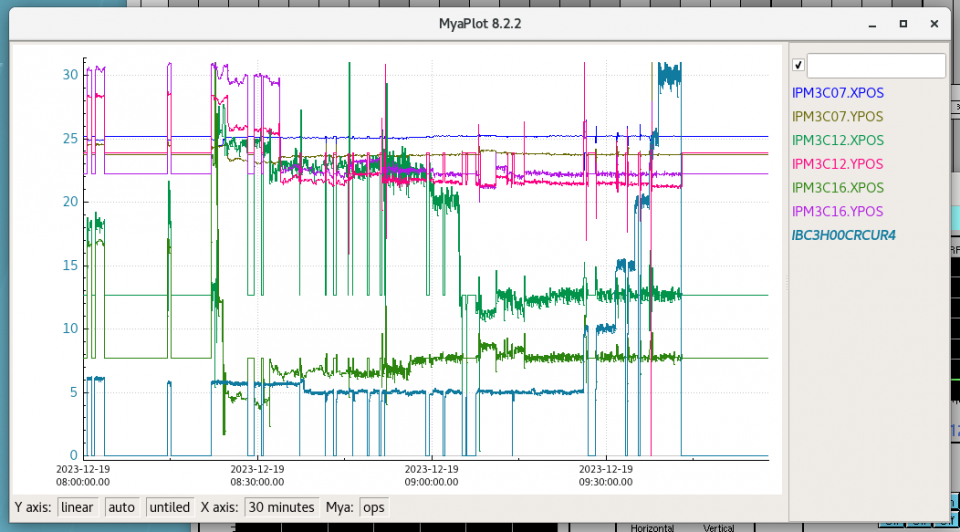 MyaPlot 8.2.2
30
25
20
15
10
5
0
2023-12-19
08:00:00.00
2023-12-19
08:30:00.00
2023-12-19
09:00:00.00
2023-12-19
09:30:00.00
IPM3C07.XPOS
IPM3C07.YPOS
IPM3C12.XPOS
IPM3C12.YPOS
IPM3C16.XPOS
IPM3C16.YPOS
IBC3H00CRCUR4
Y axis: linear auto untiled X axis: 30 minutes Mya: ops
Horizontal Vertical